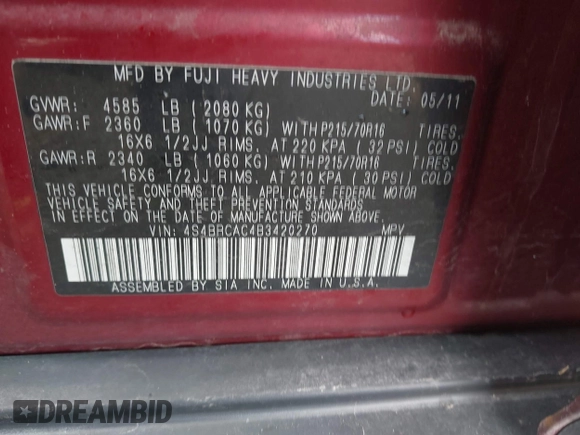 MFD BY FUJI HEAVY INDUSTRIES LTD.
DATE: 05/11
GVWR: 4585 LB (2080 KG)
GAWR:F 2360 LB (1070 KG) WITH P215/70R16 TIRES,
16X6 1/2JJ RIMS, AT 220 KPA (32 PSI) COLD
GAWR:R 2340 LB (1060 KG) WITH P215/70R16 TIRES,
16X6 1/2JJ RIMS, AT 210 KPA (30 PSI) COLD
THIS VEHICLE CONFORMS TO ALL APPLICABLE FEDERAL MOTOR
VEHICLE SAFETY AND THEFT PREVENTION STANDARDS
IN EFFECT ON THE DATE OF MANUFACTURE SHOWN ABOVE.
VIN: 4S4BRCAC4B3420270 MPV
ASSEMBLED BY SIA INC. MADE IN U.S.A.
DREAMBID